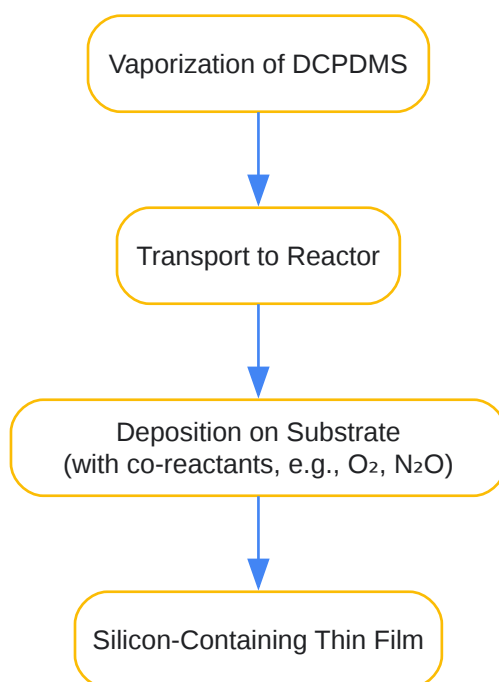 Vaporization of DCPDMS
Transport to Reactor
Deposition on Substrate
(with co-reactants, e.g., O₂, N₂O)
Silicon-Containing Thin Film